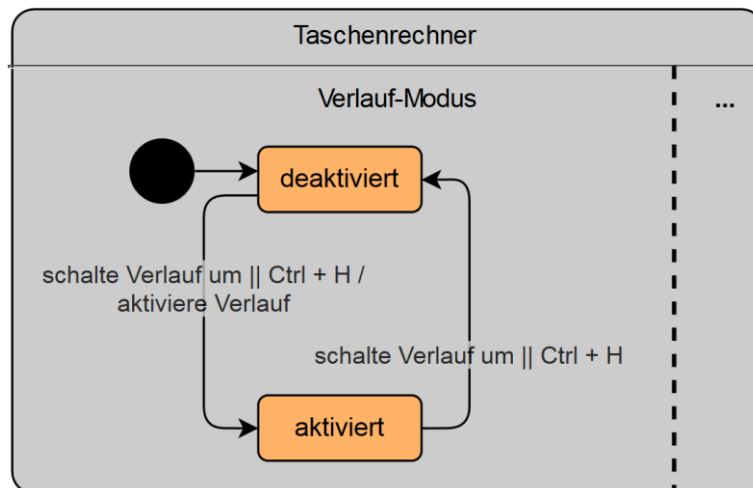 Taschenrechner
Verlauf-Modus
...
deaktiviert
schalte Verlauf um || Ctrl + H /
aktiviere Verlauf
schalte Verlauf um || Ctrl + H
aktiviert